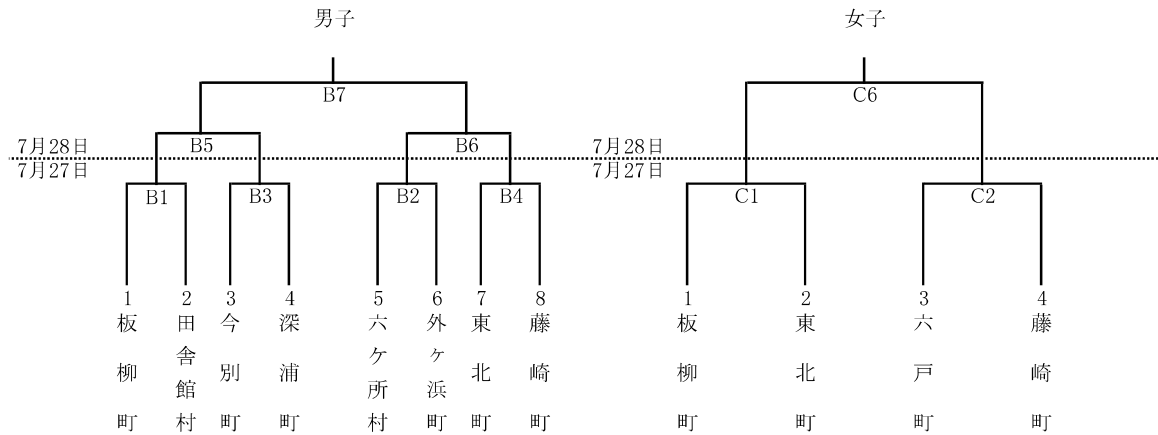 男子
女子
B7
C6
7月28日
B5
B6
7月28日
7月27日
7月27日
B1
B3
B2
B4
C1
C2
1
板柳町
2
田舎館村
3
今別町
4
深浦町
5
六ケ所村
6
外ヶ浜町
7
東北町
8
藤崎町
1
板柳町
2
東北町
3
六戸町
4
藤崎町